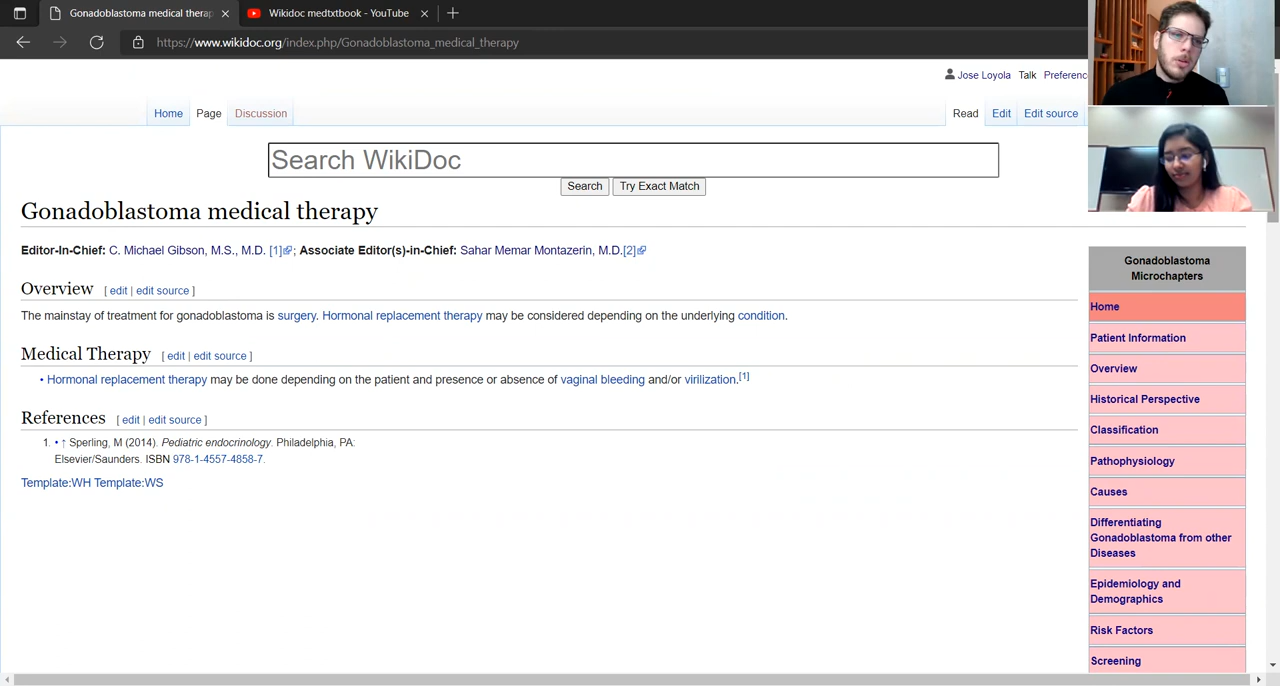 Gonadoblastoma medical therap
Wikidoc medtxtbook - YouTube
https://www.wikidoc.org/index.php/Gonadoblastoma_medical_therapy
Jose Loyola Talk Preferenc
Home Page Discussion
Read Edit Edit source
Search WikiDoc
Search Try Exact Match
Gonadoblastoma medical therapy
Editor-In-Chief: C. Michael Gibson, M.S., M.D. [1]; Associate Editor(s)-in-Chief: Sahar Memar Montazerin, M.D.[2]
Overview [ edit | edit source ]
The mainstay of treatment for gonadoblastoma is surgery. Hormonal replacement therapy may be considered depending on the underlying condition.
Medical Therapy [ edit | edit source ]
• Hormonal replacement therapy may be done depending on the patient and presence or absence of vaginal bleeding and/or virilization.[1]
References [ edit | edit source ]
1. • ↑ Sperling, M (2014). Pediatric endocrinology. Philadelphia, PA:
Elsevier/Saunders. ISBN 978-1-4557-4858-7.
Template:WH Template:WS
Gonadoblastoma
Microchapters
Home
Patient Information
Overview
Historical Perspective
Classification
Pathophysiology
Causes
Differentiating
Gonadoblastoma from other
Diseases
Epidemiology and
Demographics
Risk Factors
Screening